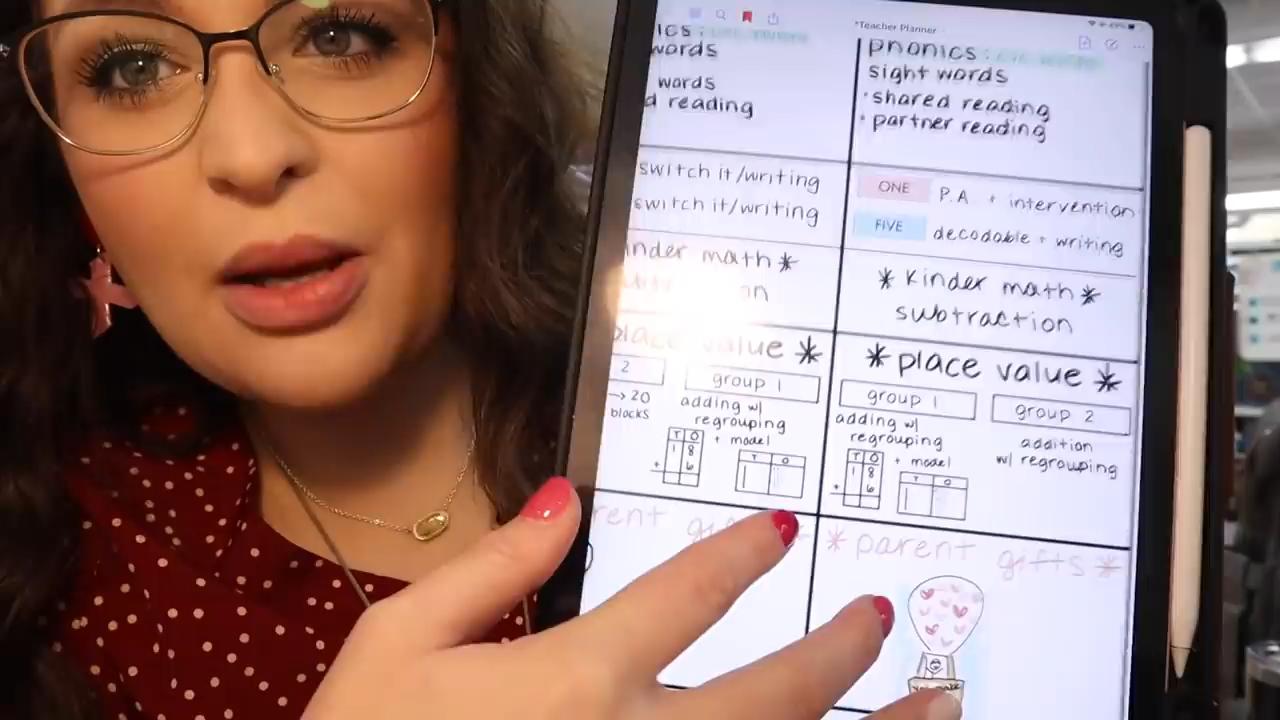 *Teacher Planner
words
words
reading
switch it/writing
switch it/writing
math *
place value *
2
group 1
→ 20
blocks
adding w/
regrouping
+ model
T O
1 8
+ 6
T O
phonics:
sight words
• shared reading
• partner reading
ONE P.A + intervention
FIVE decodable + writing
* Kinder math *
subtraction
* place value *
group 1
group 2
adding w/
regrouping
+ model
T O
1 8
+ 6
T O
addition
w/ regrouping
* parent gifts *